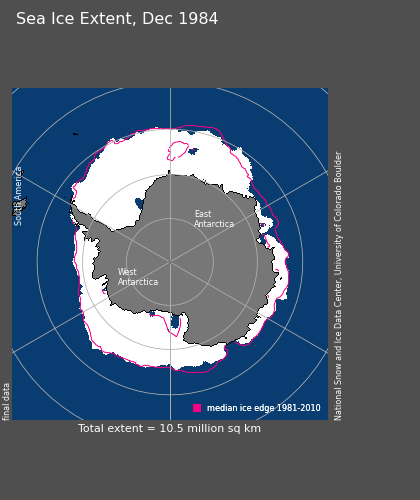 Sea Ice Extent, Dec 1984
South America
East
Antarctica
West
Antarctica
National Snow and Ice Data Center, University of Colorado Boulder
final data
median ice edge 1981-2010
Total extent = 10.5 million sq km